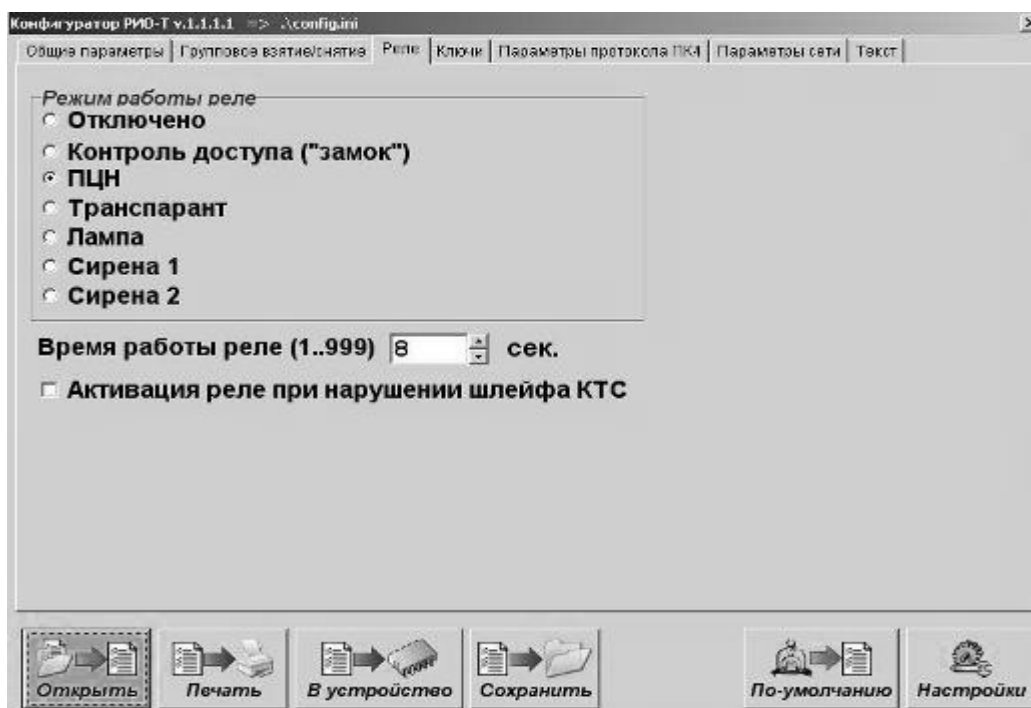 Конфигуратор РИО-Т v.1.1.1.1 => .\config.ini
Общие параметры Групповое взятие/снятие Реле Ключи Параметры протокола ПК4 Параметры сети Текст
Режим работы реле
Отключено
Контроль доступа ("замок")
ПЦН
Транспарант
Лампа
Сирена 1
Сирена 2
Время работы реле (1..999) 8 сек.
Активация реле при нарушении шлейфа КТС
Открыть Печать В устройство Сохранить По-умолчанию Настройки